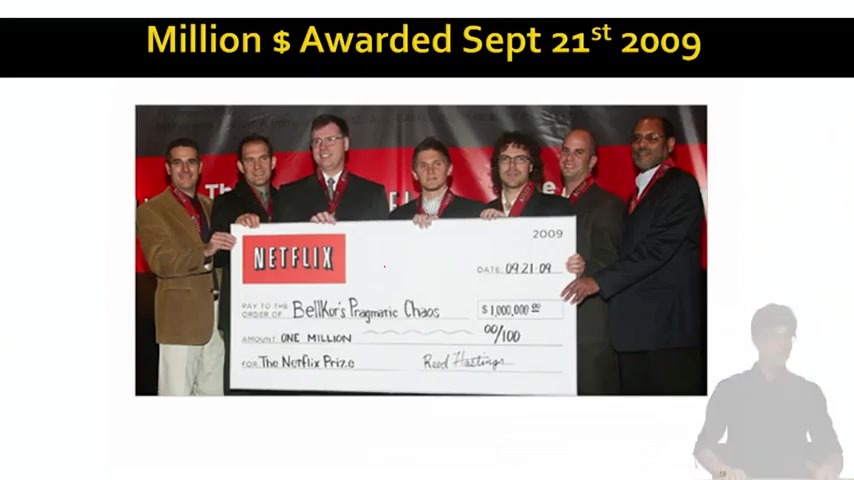 Million $ Awarded Sept 21st 2009
NETFLIX
2009
DATE: 09.21.09
PAY TO THE
ORDER OF: BellKor's Pragmatic Chaos
$ 1,000,000 00
AMOUNT: ONE MILLION 00/100
FOR: The Netflix Prize
Reed Hastings